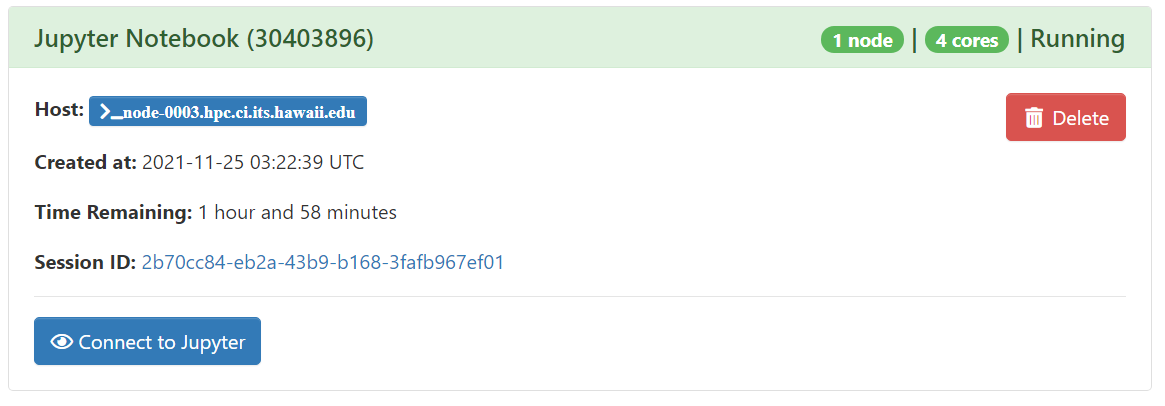 Jupyter Notebook (30403896) 1 node | 4 cores | Running
Host: >_node-0003.hpc.ci.its.hawaii.edu Delete
Created at: 2021-11-25 03:22:39 UTC
Time Remaining: 1 hour and 58 minutes
Session ID: 2b70cc84-eb2a-43b9-b168-3fafb967ef01
Connect to Jupyter